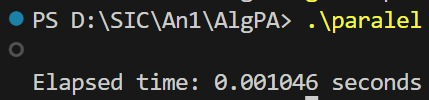 PS D:\SIC\An1\AlgPA> .\paralel
Elapsed time: 0.001046 seconds